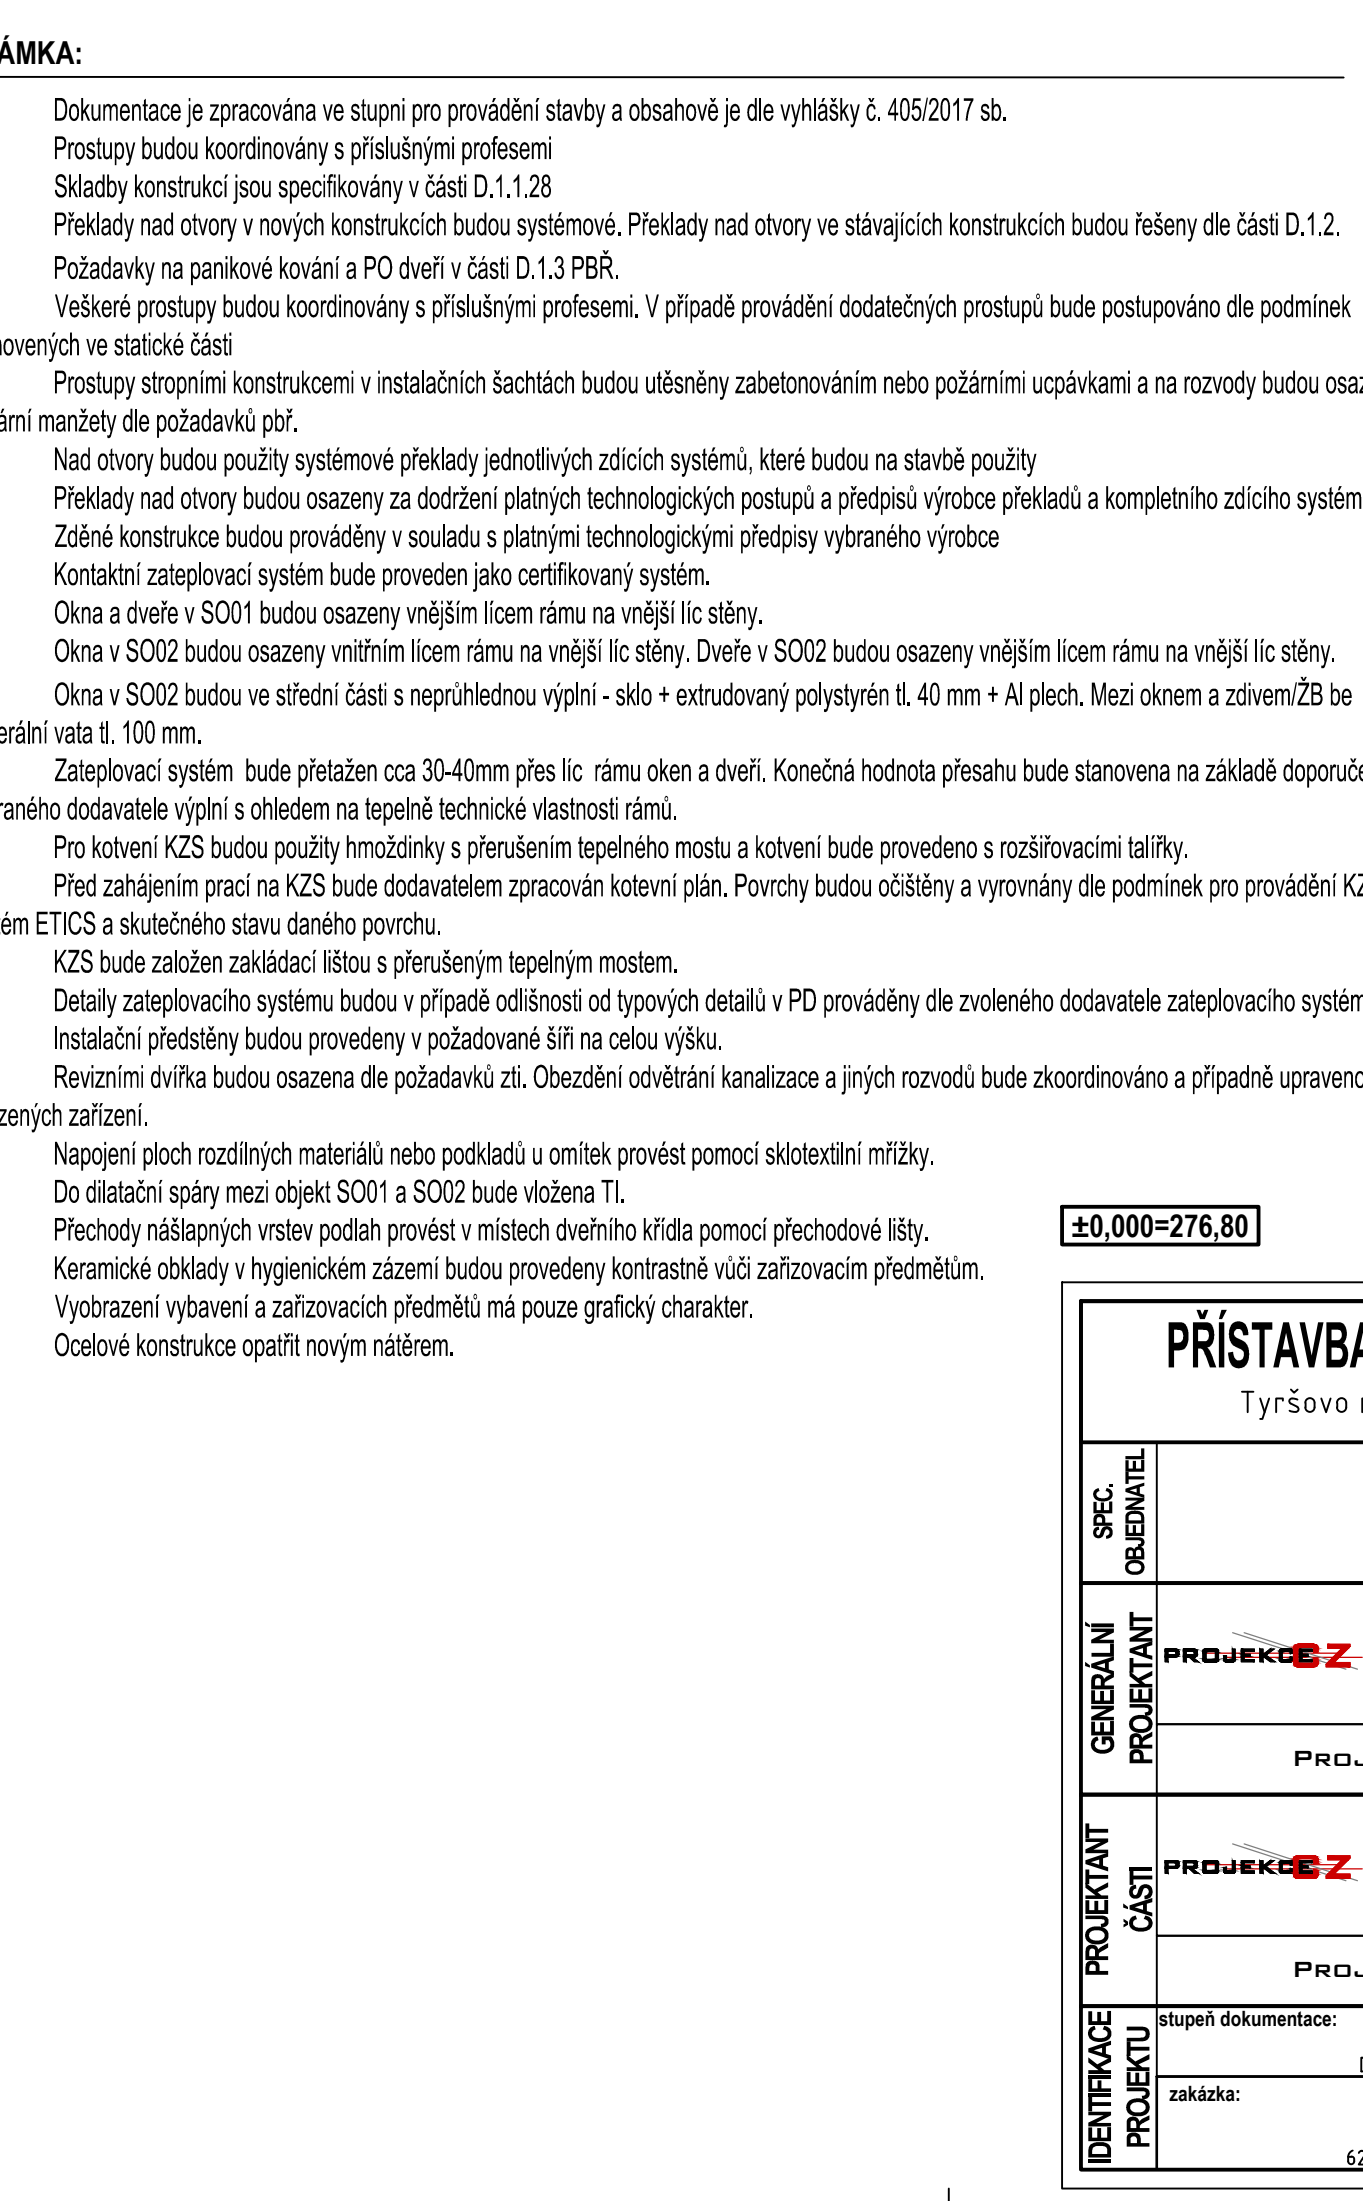 ÁMKA:
Dokumentace je zpracována ve stupni pro provádění stavby a obsahově je dle vyhlášky č. 405/2017 sb.
Prostupy budou koordinovány s příslušnými profesemi
Skladby konstrukcí jsou specifikovány v části D.1.1.28
Překlady nad otvory v nových konstrukcích budou systémové. Překlady nad otvory ve stávajících konstrukcích budou řešeny dle části D.1.2.
Požadavky na panikové kování a PO dveří v části D.1.3 PBŘ.
Veškeré prostupy budou koordinovány s příslušnými profesemi. V případě provádění dodatečných prostupů bude postupováno dle podmínek
novených ve statické části
Prostupy stropními konstrukcemi v instalačních šachtách budou utěsněny zabetonováním nebo požárními ucpávkami a na rozvody budou osaz
ární manžety dle požadavků pbř.
Nad otvory budou použity systémové překlady jednotlivých zdících systémů, které budou na stavbě použity
Překlady nad otvory budou osazeny za dodržení platných technologických postupů a předpisů výrobce překladů a kompletního zdícího systém
Zděné konstrukce budou prováděny v souladu s platnými technologickými předpisy vybraného výrobce
Kontaktní zateplovací systém bude proveden jako certifikovaný systém.
Okna a dveře v SO01 budou osazeny vnějším lícem rámu na vnější líc stěny.
Okna v SO02 budou osazeny vnitřním lícem rámu na vnější líc stěny. Dveře v SO02 budou osazeny vnějším lícem rámu na vnější líc stěny.
Okna v SO02 budou ve střední části s neprůhlednou výplní - sklo + extrudovaný polystyrén tl. 40 mm + Al plech. Mezi oknem a zdivem/ŽB be
erální vata tl. 100 mm.
Zateplovací systém  bude přetažen cca 30-40mm přes líc  rámu oken a dveří. Konečná hodnota přesahu bude stanovena na základě doporuče
raného dodavatele výplní s ohledem na tepelně technické vlastnosti rámů.
Pro kotvení KZS budou použity hmoždinky s přerušením tepelného mostu a kotvení bude provedeno s rozšiřovacími talířky.
Před zahájením prací na KZS bude dodavatelem zpracován kotevní plán. Povrchy budou očištěny a vyrovnány dle podmínek pro provádění KZ
tém ETICS a skutečného stavu daného povrchu.
KZS bude založen zakládací lištou s přerušeným tepelným mostem.
Detaily zateplovacího systému budou v případě odlišnosti od typových detailů v PD prováděny dle zvoleného dodavatele zateplovacího systém
Instalační předstěny budou provedeny v požadované šíři na celou výšku.
Revizními dvířka budou osazena dle požadavků zti. Obezdění odvětrání kanalizace a jiných rozvodů bude zkoordinováno a případně upraveno
zených zařízení.
Napojení ploch rozdílných materiálů nebo podkladů u omítek provést pomocí sklotextilní mřížky.
Do dilatační spáry mezi objekt SO01 a SO02 bude vložena TI.
Přechody nášlapných vrstev podlah provést v místech dveřního křídla pomocí přechodové lišty.
Keramické obklady v hygienickém zázemí budou provedeny kontrastně vůči zařizovacím předmětům.
Vyobrazení vybavení a zařizovacích předmětů má pouze grafický charakter.
Ocelové konstrukce opatřit novým nátěrem.
±0,000=276,80
PŘÍSTAVBA
Tyršovo
SPEC.
OBJEDNATEL
GENERÁLNÍ
PROJEKTANT
PROJEKCE CZ
PROJ
PROJEKTANT
ČÁSTI
PROJEKCE CZ
PROJ
IDENTIFIKACE
PROJEKTU
stupeň dokumentace:
D
zakázka:
62